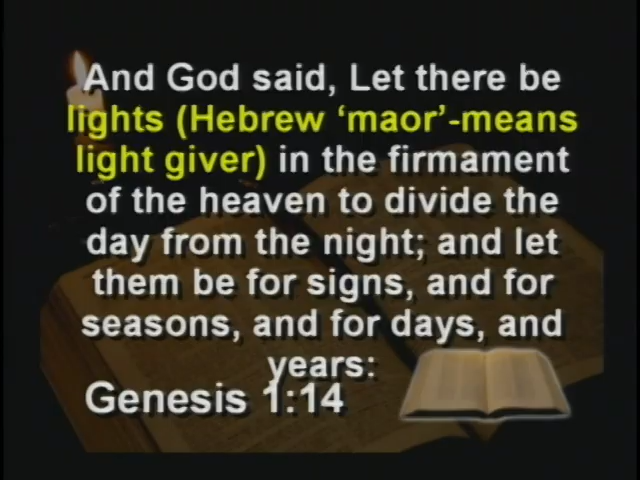 And God said, Let there be
lights (Hebrew ‘maor’-means
light giver) in the firmament
of the heaven to divide the
day from the night; and let
them be for signs, and for
seasons, and for days, and
years:
Genesis 1:14